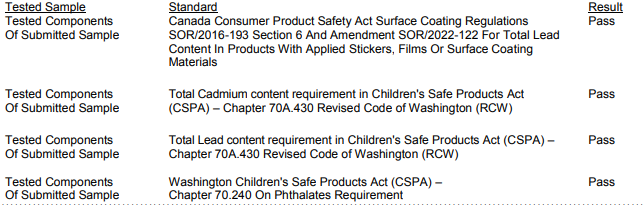 Tested Sample Standard Result
Tested Components Canada Consumer Product Safety Act Surface Coating Regulations Pass
Of Submitted Sample SOR/2016-193 Section 6 And Amendment SOR/2022-122 For Total Lead
Content In Products With Applied Stickers, Films Or Surface Coating
Materials
Tested Components Total Cadmium content requirement in Children's Safe Products Act Pass
Of Submitted Sample (CSPA) – Chapter 70A.430 Revised Code of Washington (RCW)
Tested Components Total Lead content requirement in Children's Safe Products Act (CSPA) – Pass
Of Submitted Sample Chapter 70A.430 Revised Code of Washington (RCW)
Tested Components Washington Children's Safe Products Act (CSPA) – Pass
Of Submitted Sample Chapter 70.240 On Phthalates Requirement